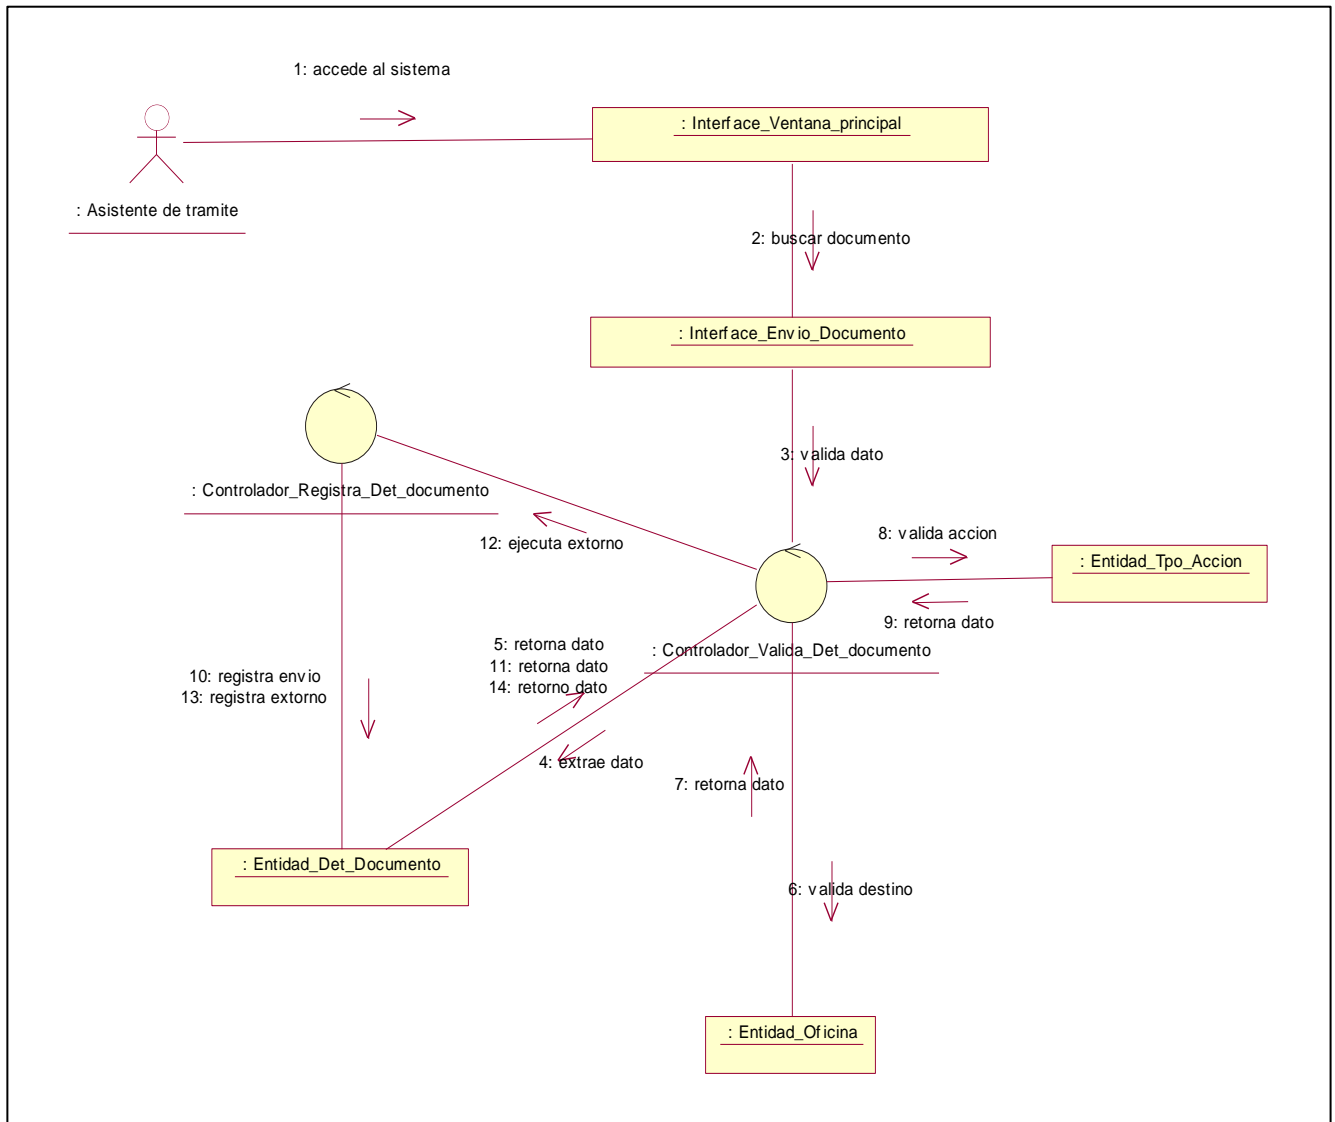 1: accede al sistema
: Interface_Ventana_principal
: Asistente de tramite
2: buscar documento
: Interface_Envio_Documento
3: valida dato
: Controlador_Registra_Det_documento
12: ejecuta extorno
8: valida accion
: Entidad_Tpo_Accion
9: retorna dato
: Controlador_Valida_Det_documento
5: retorna dato
11: retorna dato
14: retorno dato
10: registra envio
13: registra extorno
4: extrae dato
7: retorna dato
: Entidad_Det_Documento
6: valida destino
: Entidad_Oficina